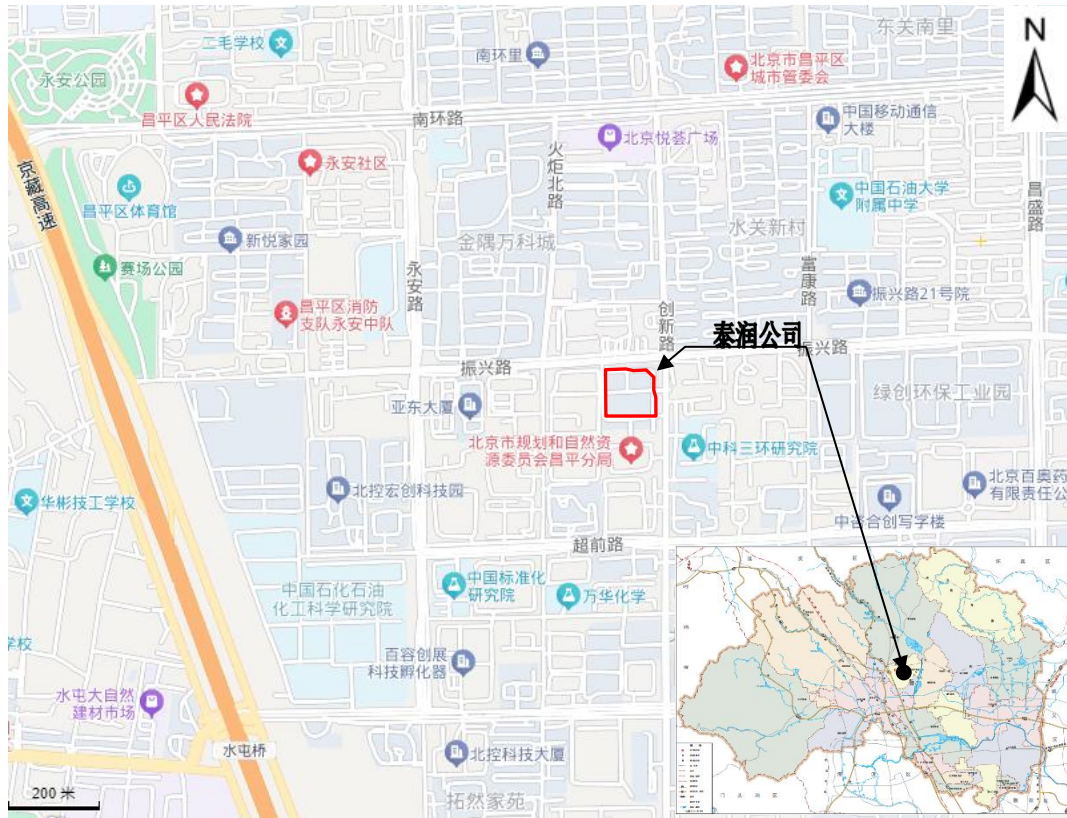 东关南里
N
二毛学校
南环里
北京市昌平区
城市管委会
永安公园
昌平区人民法院
南环路
中国移动通信
大楼
北京悦荟广场
火炬北路
永安社区
京藏高速
昌平区体育馆
中国石油大学
附属中学
昌盛路
新悦家园
金隅万科城
水关新村
赛场公园
永安路
富康路
振兴路21号院
昌平区消防
支队永安中队
创新路
泰润公司
振兴路
振兴路
亚东大厦
绿创环保工业园
北京市规划和自然资
源委员会昌平分局
中科三环研究院
北京百奥药
有限责任公
华彬技工学校
北控宏创科技园
中咨合创写字楼
超前路
中国石化石油
化工科学研究院
中国标准化
研究院
万华化学
学校
百容创展
科技孵化器
水屯大自然
建材市场
水屯桥
北控科技大厦
200 米
拓然家苑